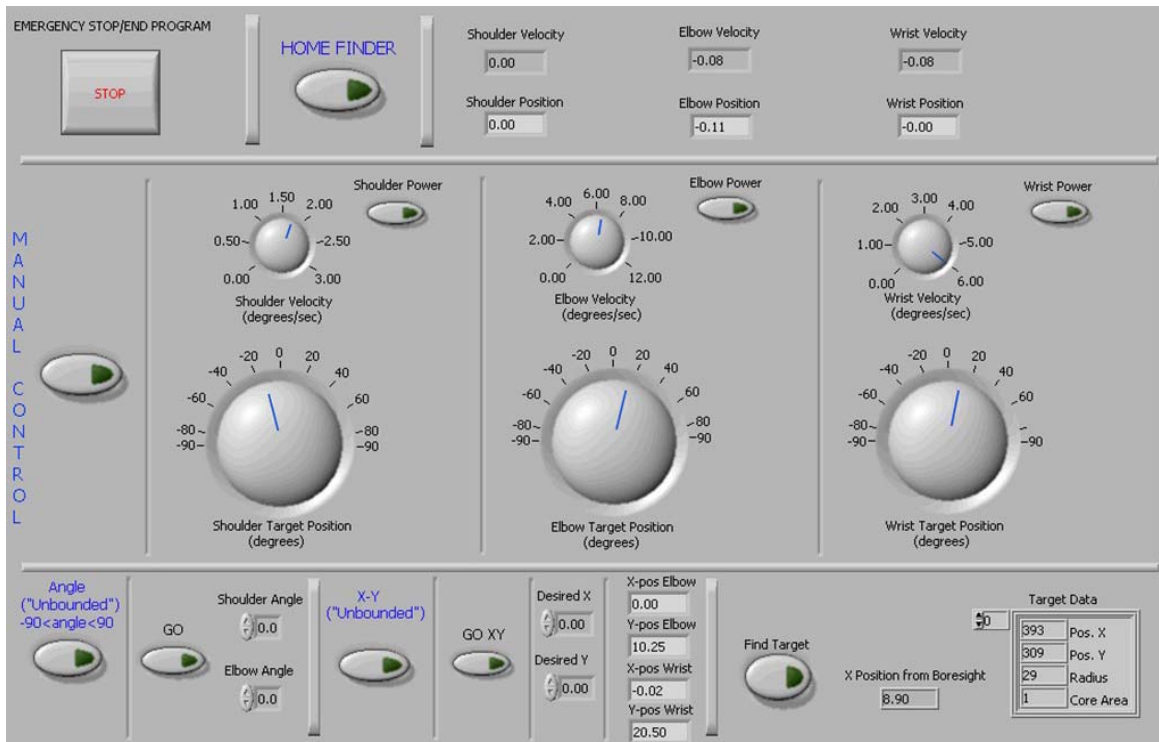 EMERGENCY STOP/END PROGRAM
STOP
HOME FINDER
Shoulder Velocity
0.00
Shoulder Position
0.00
Elbow Velocity
-0.08
Elbow Position
-0.11
Wrist Velocity
-0.08
Wrist Position
-0.00
MANUAL CONTROL
Shoulder Power
0.00
0.50
1.00
1.50
2.00
2.50
3.00
Shoulder Velocity
(degrees/sec)
-90
-80
-60
-40
-20
0
20
40
60
80
90
Shoulder Target Position
(degrees)
Elbow Power
0.00
2.00
4.00
6.00
8.00
10.00
12.00
Elbow Velocity
(degrees/sec)
-90
-80
-60
-40
-20
0
20
40
60
80
90
Elbow Target Position
(degrees)
Wrist Power
0.00
1.00
2.00
3.00
4.00
5.00
6.00
Wrist Velocity
(degrees/sec)
-90
-80
-60
-40
-20
0
20
40
60
90
Wrist Target Position
(degrees)
Angle
("Unbounded")
-90<angle<90
GO
Shoulder Angle
0.0
Elbow Angle
0.0
X-Y
("Unbounded")
GO XY
Desired X
0.00
Desired Y
0.00
X-pos Elbow
0.00
Y-pos Elbow
10.25
X-pos Wrist
-0.02
Y-pos Wrist
20.50
Find Target
X Position from Boresight
8.90
0
Target Data
393 Pos. X
309 Pos. Y
29 Radius
1 Core Area